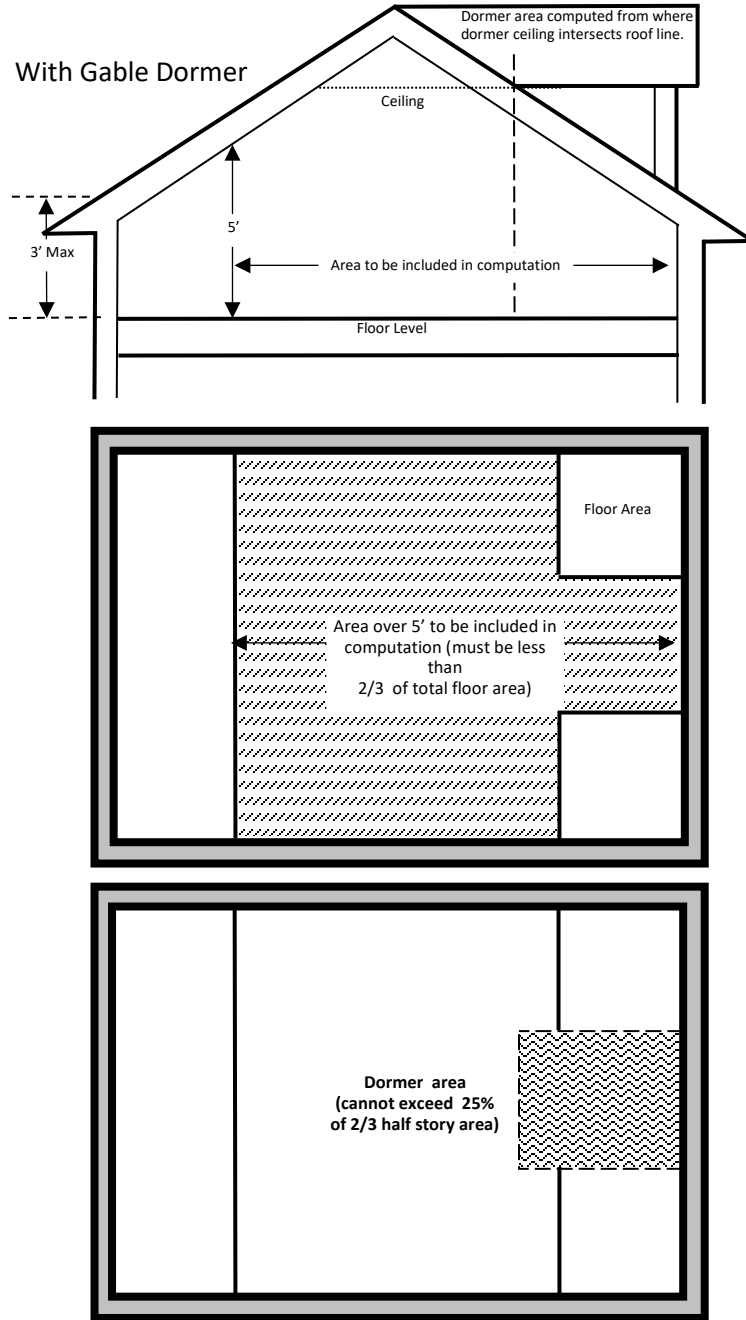 Dormer area computed from where
dormer ceiling intersects roof line.
With Gable Dormer
Ceiling
5’
3’ Max
Area to be included in computation
Floor Level
Floor Area
Area over 5’ to be included in
computation (must be less
than
2/3 of total floor area)
Dormer area
(cannot exceed 25%
of 2/3 half story area)